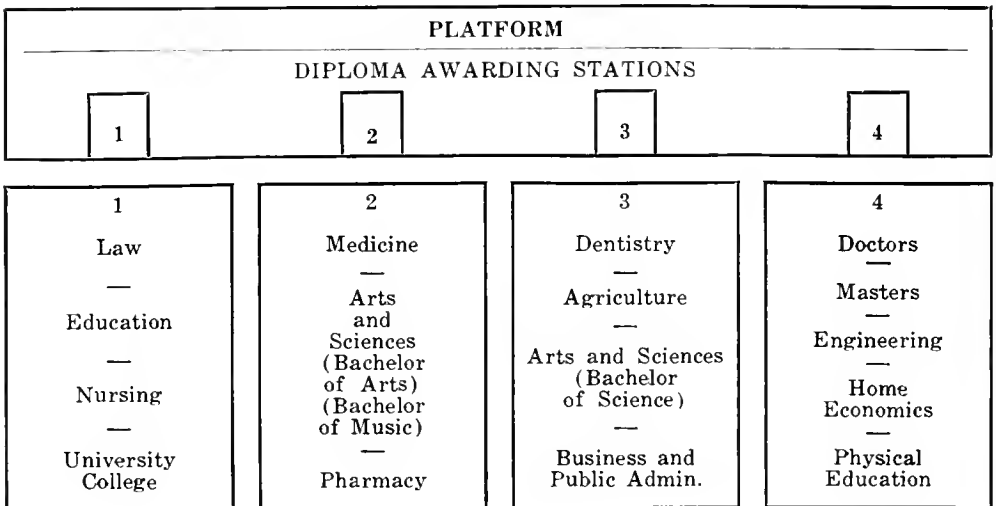 PLATFORM
DIPLOMA AWARDING STATIONS
1
2
3
4
1
Law
—
Education
—
Nursing
—
University
College
2
Medicine
—
Arts
and
Sciences
(Bachelor
of Arts)
(Bachelor
of Music)
—
Pharmacy
3
Dentistry
—
Agriculture
—
Arts and Sciences
(Bachelor
of Science)
—
Business and
Public Admin.
4
Doctors
—
Masters
—
Engineering
—
Home
Economics
—
Physical
Education